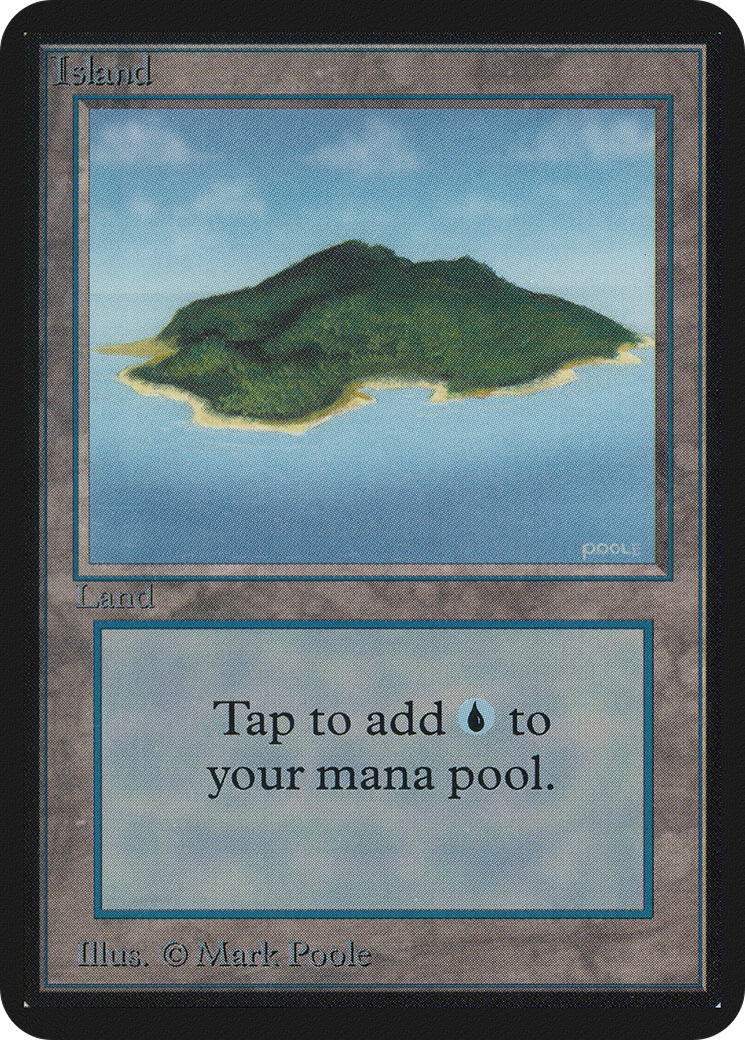 Island
POOLE
Land
Tap to add to
your mana pool.
Illus. © Mark Poole